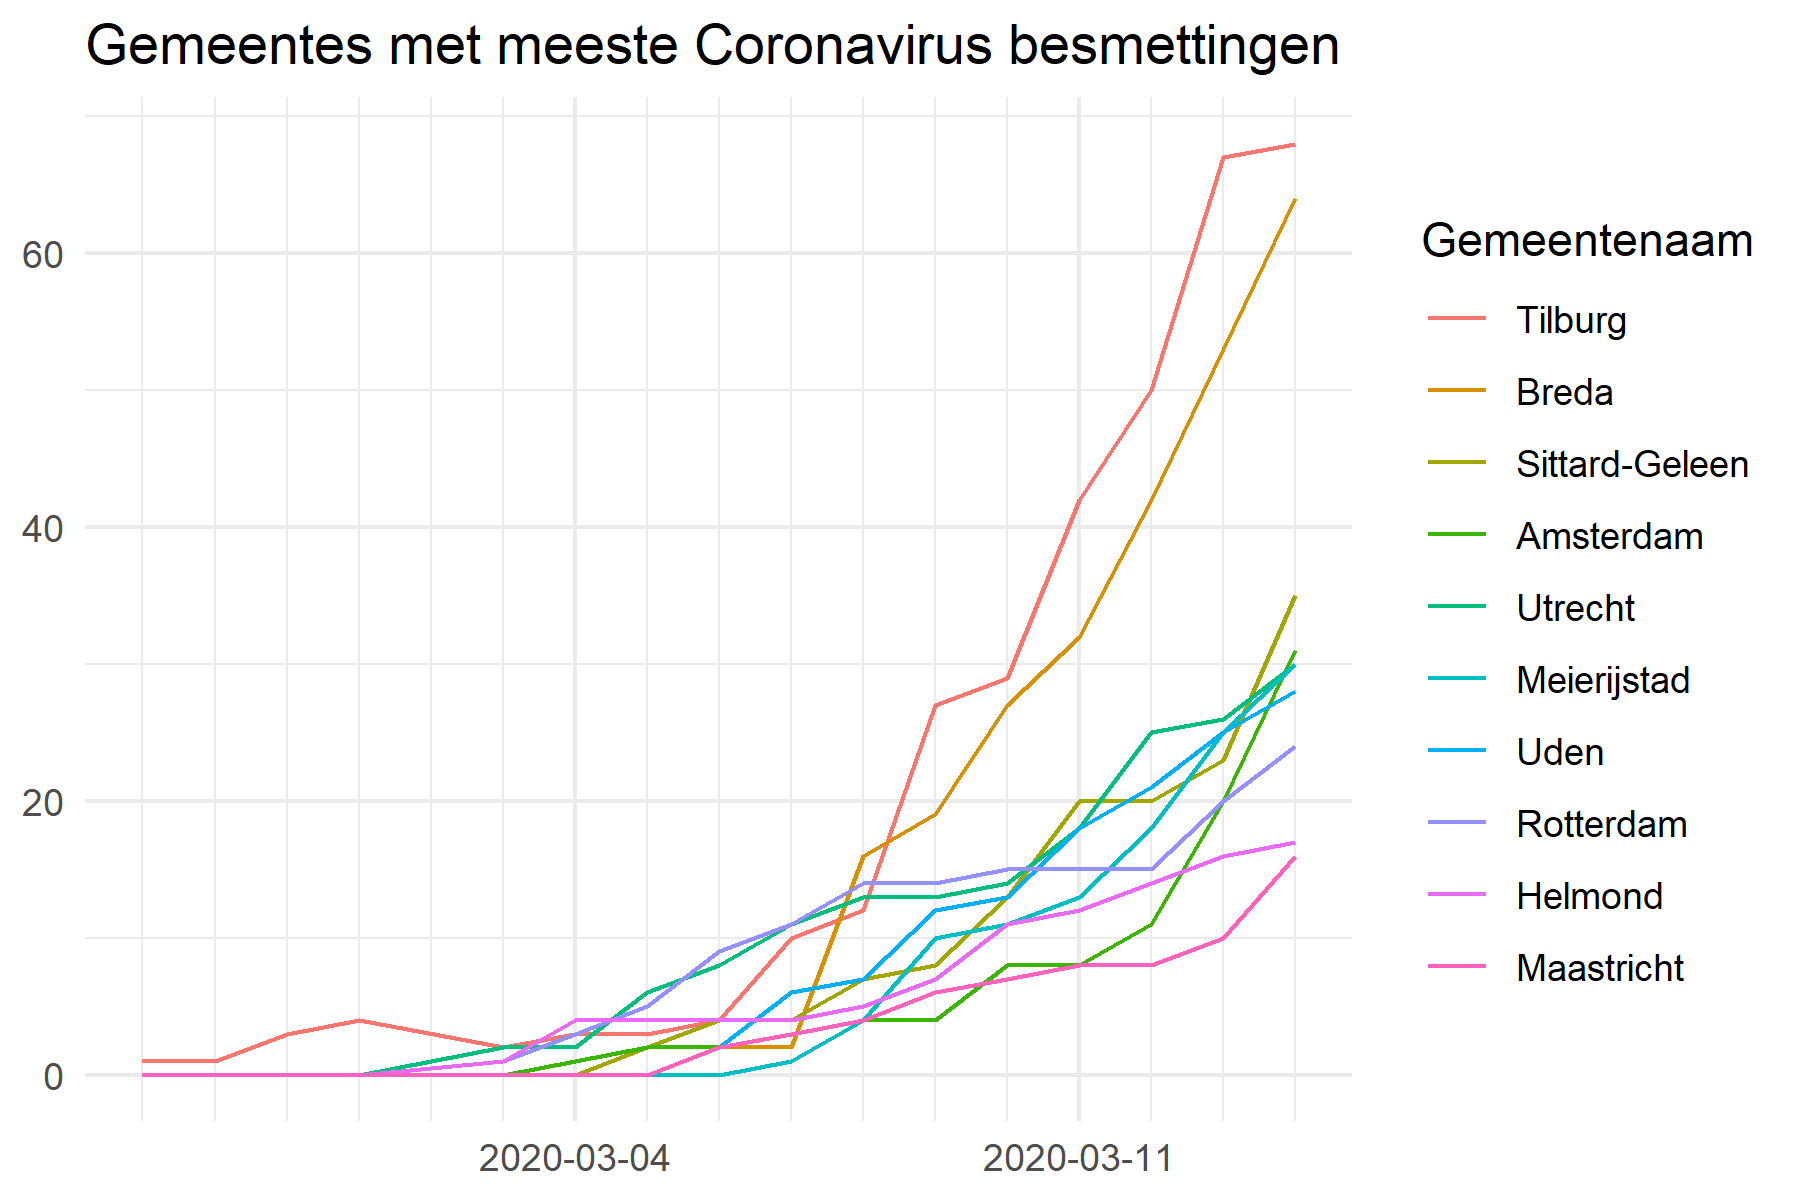 Gemeentes met meeste Coronavirus besmettingen
60
40
20
0
2020-03-04
2020-03-11
Gemeentenaam
Tilburg
Breda
Sittard-Geleen
Amsterdam
Utrecht
Meierijstad
Uden
Rotterdam
Helmond
Maastricht